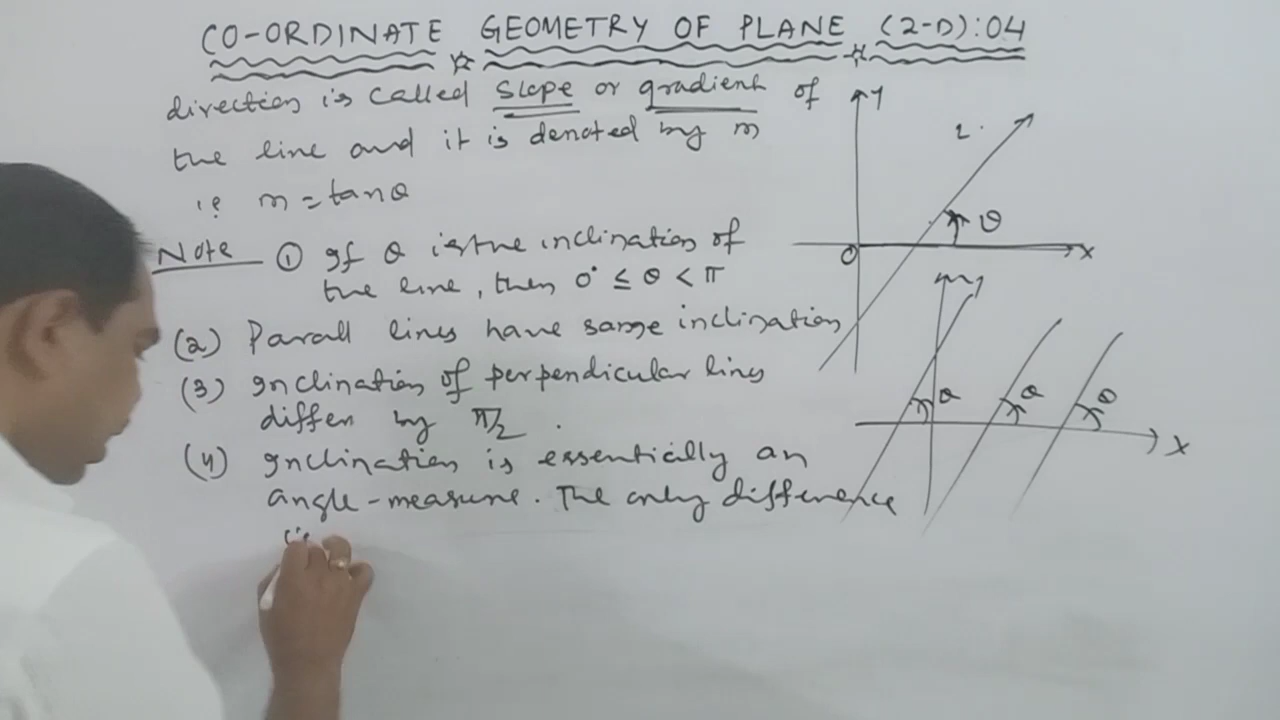 CO-ORDINATE GEOMETRY OF PLANE (2-D):04
direction is called slope or gradient of
the line and it is denoted by m
ie m = tanθ
Note ① If θ is the inclination of
the line, then 0° ≤ θ < π
(2) Parall lines have same inclination
(3) Inclination of perpendicular lines
differ by π/2 .
(4) Inclination is essentially an
angle-measure. The only difference
is
Y
L
θ
O
X
Y
θ
θ
θ
X